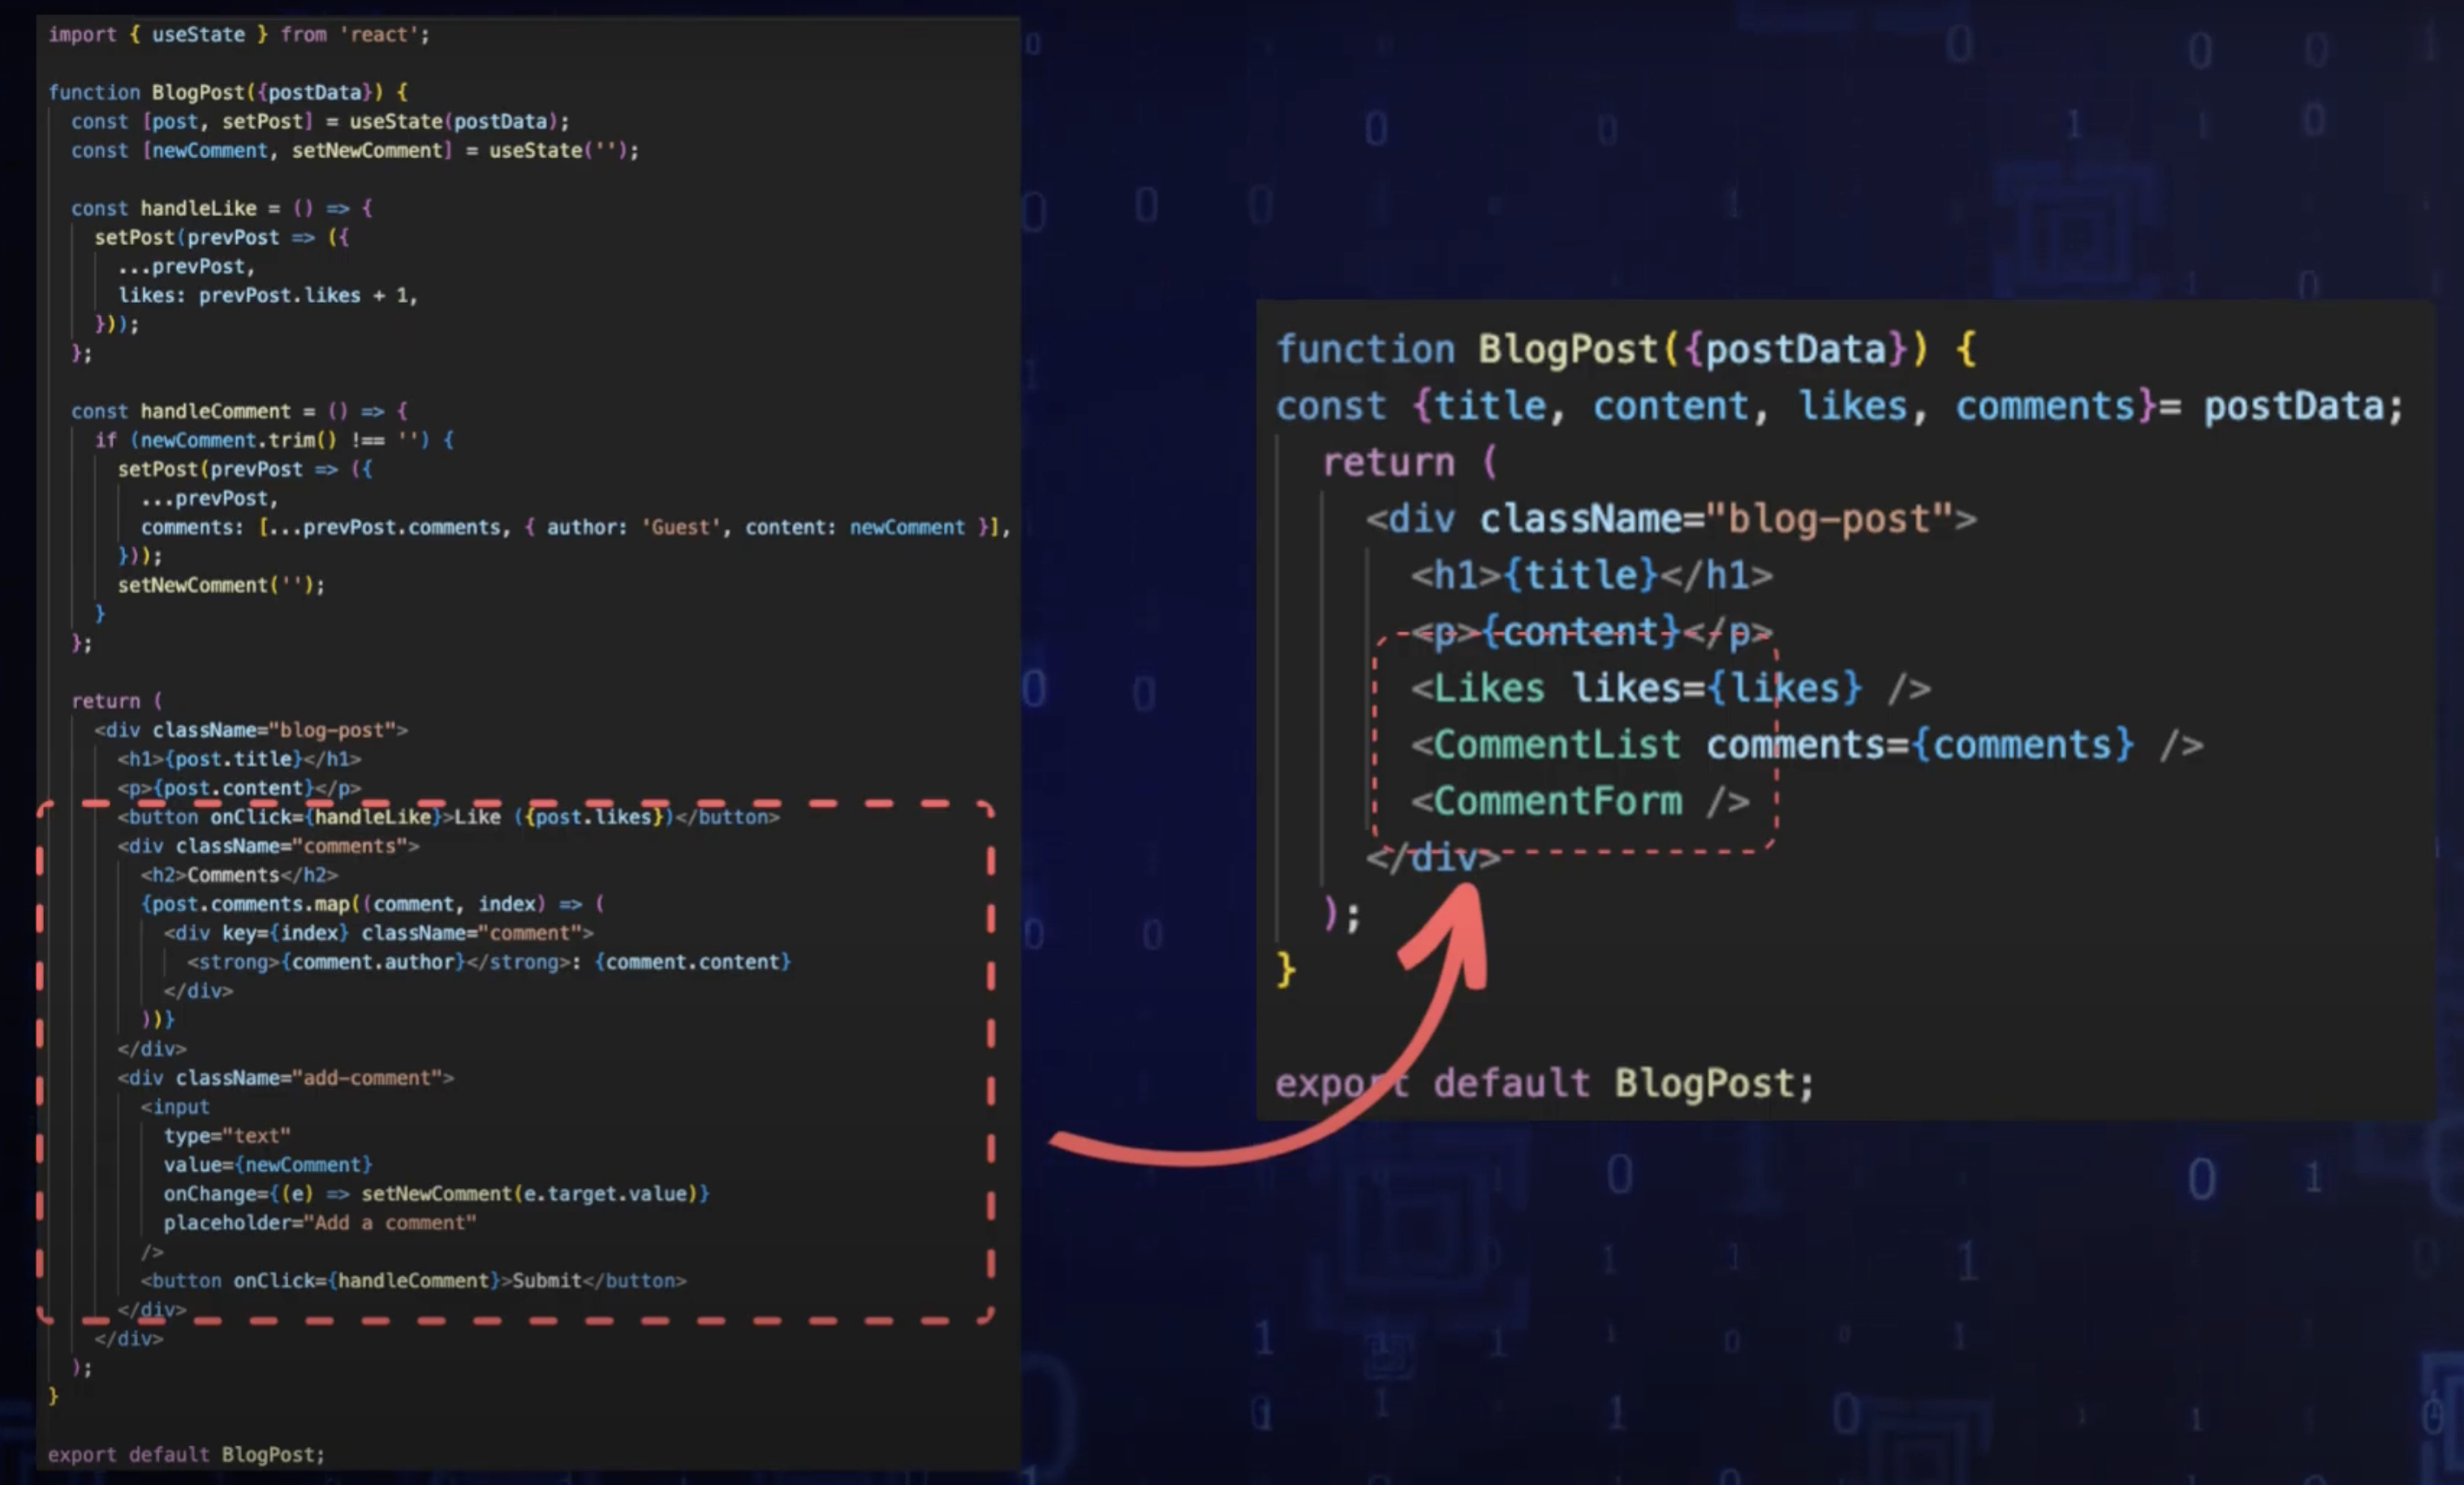 import { useState } from 'react';
function BlogPost({postData}) {
const [post, setPost] = useState(postData);
const [newComment, setNewComment] = useState('');
const handleLike = () => {
setPost(prevPost => ({
...prevPost,
likes: prevPost.likes + 1,
}));
};
const handleComment = () => {
if (newComment.trim() !== '') {
setPost(prevPost => ({
...prevPost,
comments: [...prevPost.comments, { author: 'Guest', content: newComment }],
}));
setNewComment('');
}
};
return (
<div className="blog-post">
<h1>{post.title}</h1>
<p>{post.content}</p>
<button onClick={handleLike}>Like ({post.likes})</button>
<div className="comments">
<h2>Comments</h2>
{post.comments.map((comment, index) => (
<div key={index} className="comment">
<strong>{comment.author}</strong>: {comment.content}
</div>
))}
</div>
<div className="add-comment">
<input
type="text"
value={newComment}
onChange={(e) => setNewComment(e.target.value)}
placeholder="Add a comment"
/>
<button onClick={handleComment}>Submit</button>
</div>
</div>
);
}
export default BlogPost;
function BlogPost({postData}) {
const {title, content, likes, comments}= postData;
return (
<div className="blog-post">
<h1>{title}</h1>
<p>{content}</p>
<Likes likes={likes} />
<CommentList comments={comments} />
<CommentForm />
</div>
);
}
export default BlogPost;